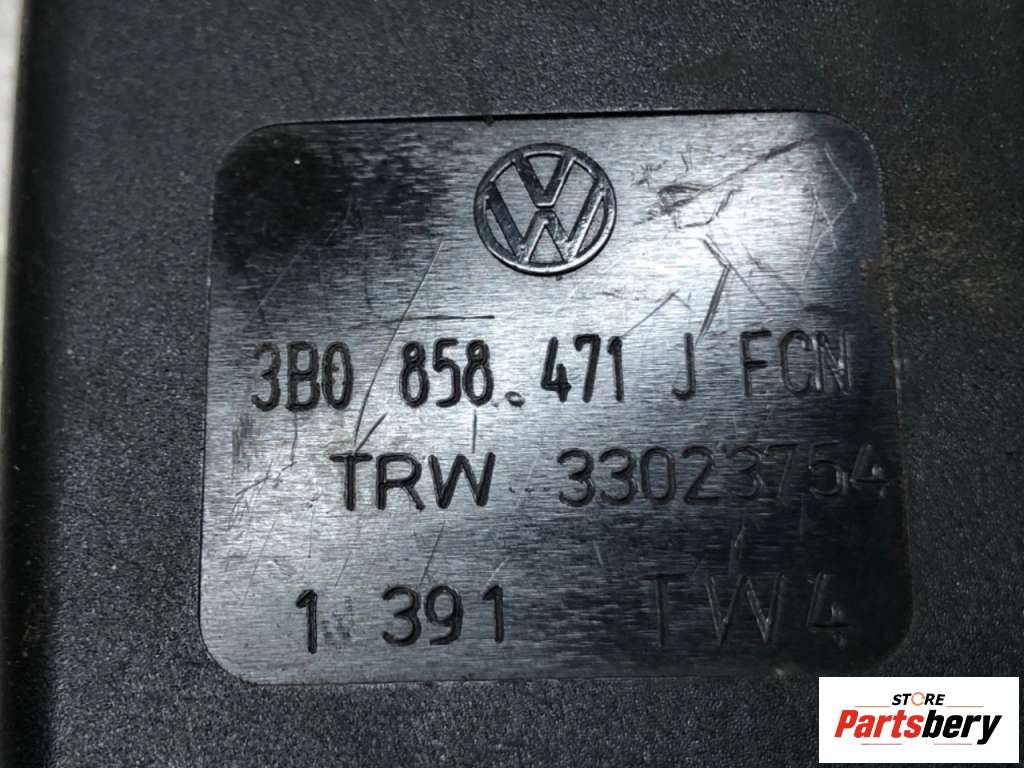 3B0 858.471 J FCN
TRW 33023754
1 391 TW4
STORE
Partsbery